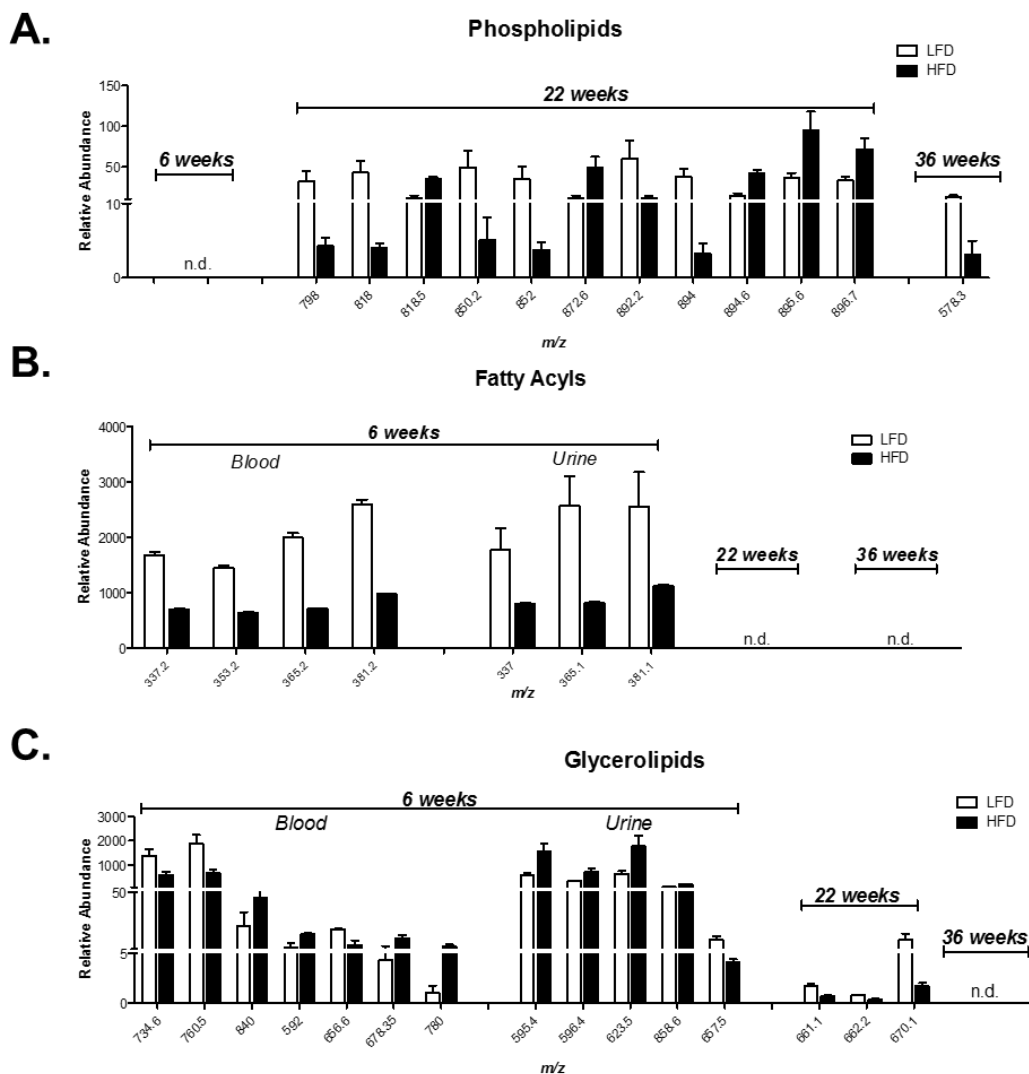 A.
Phospholipids
LFD
HFD
Relative Abundance
150
100
50
10
0
6 weeks
n.d.
22 weeks
36 weeks
798
818
818.5
850.2
852
872.6
892.2
894
894.6
895.6
896.7
578.3
m/z
B.
Fatty Acyls
LFD
HFD
Relative Abundance
4000
3000
2000
1000
0
6 weeks
Blood
Urine
22 weeks
36 weeks
n.d.
n.d.
337.2
353.2
365.2
381.2
337
365.1
381.1
m/z
C.
Glycerolipids
LFD
HFD
Relative Abundance
3000
2000
1000
50
5
0
6 weeks
Blood
Urine
22 weeks
36 weeks
n.d.
734.6
760.5
840
592
656.6
678.35
780
595.4
596.4
623.5
858.6
657.5
661.1
662.2
670.1
m/z